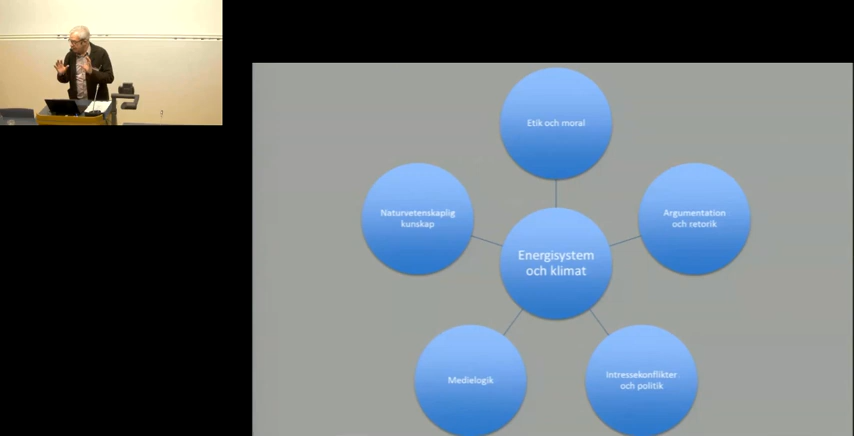 Etik och moral
Naturvetenskaplig
kunskap
Argumentation
och retorik
Energisystem
och klimat
Medielogik
Intressekonflikter
och politik